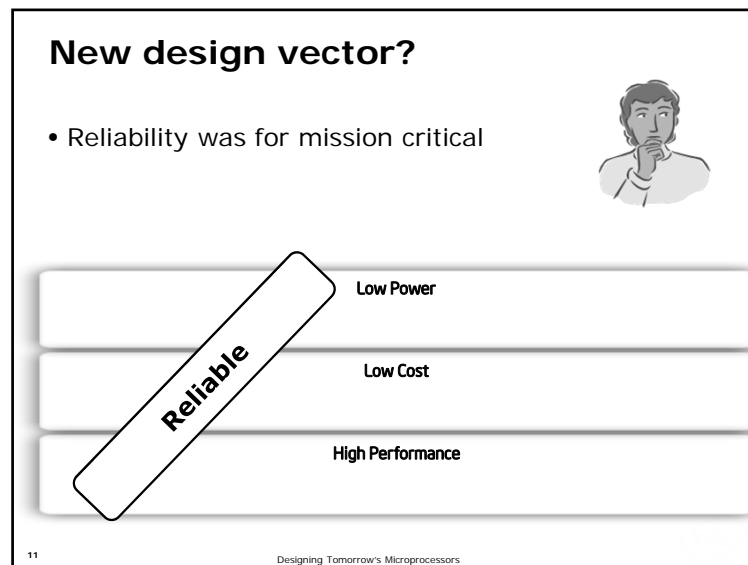 New design vector?
• Reliability was for mission critical
Low Power
Low Cost
Reliable
High Performance
11
Designing Tomorrow's Microprocessors